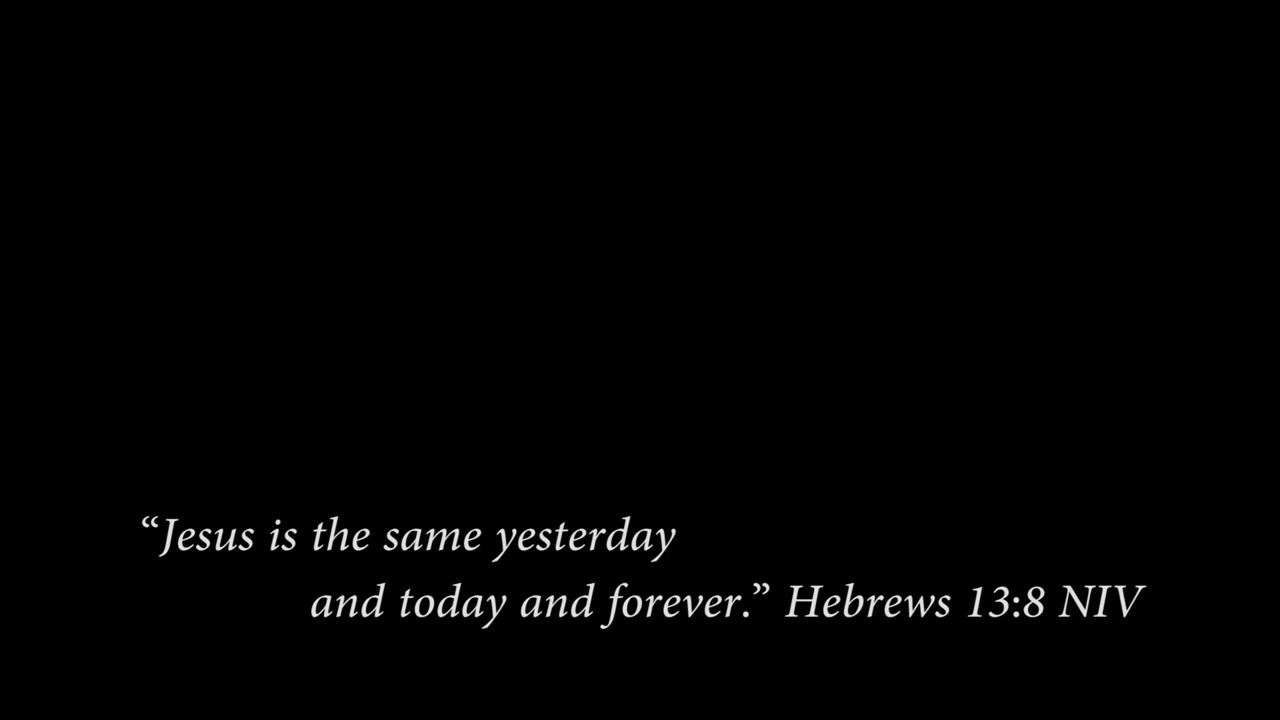 “Jesus is the same yesterday
and today and forever.” Hebrews 13:8 NIV